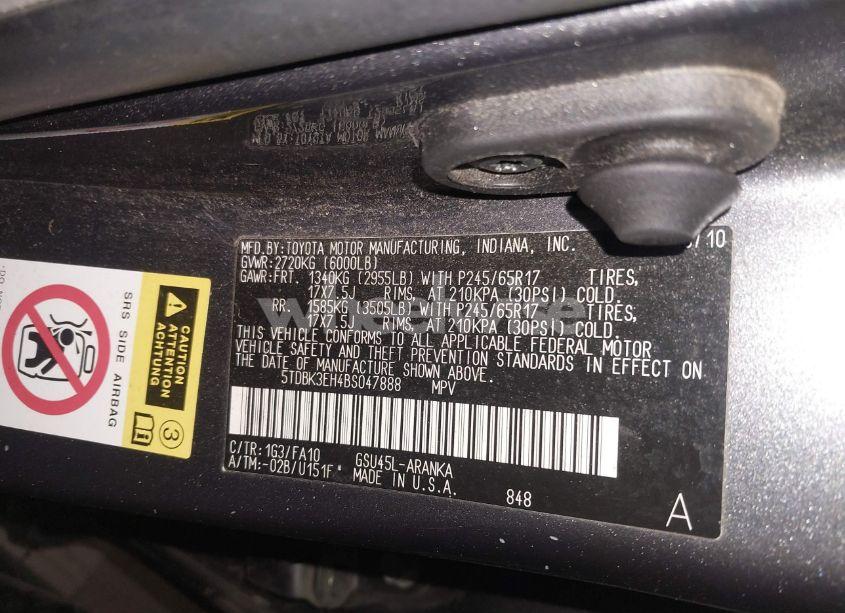 MFD.BY:TOYOTA MOTOR MANUFACTURING, INDIANA, INC. /10
GVWR:2720KG (6000LB)
GAWR:FRT. 1340KG (2955LB) WITH P245/65R17 TIRES,
17X7.5J RIMS, AT 210KPA (30PSI) COLD.
RR. 1585KG (3505LB) WITH P245/65R17 TIRES,
17X7.5J RIMS, AT 210KPA (30PSI) COLD.
THIS VEHICLE CONFORMS TO ALL APPLICABLE FEDERAL MOTOR
VEHICLE SAFETY AND THEFT PREVENTION STANDARDS IN EFFECT ON
THE DATE OF MANUFACTURE SHOWN ABOVE.
5TDBK3EH4BS047888 MPV
C/TR:1G3/FA10 GSU45L-ARANKA
A/TM:-02B/U151F MADE IN U.S.A.
848
A
SRS SIDE AIRBAG
CAUTION
ATTENTION
ACHTUNG
3